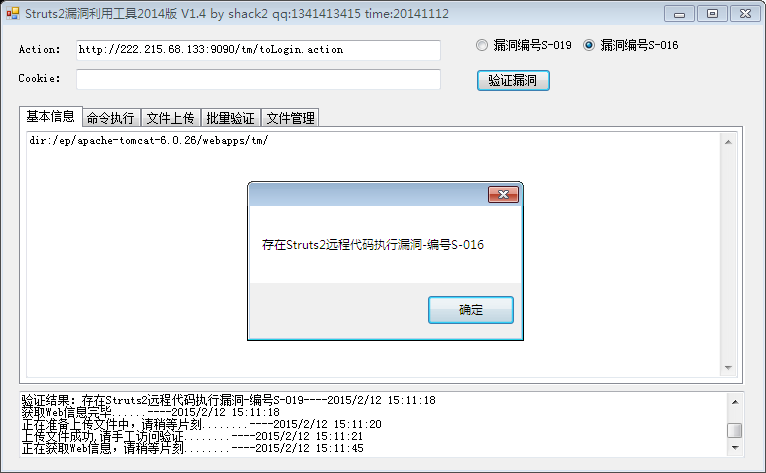 Struts2漏洞利用工具2014版 V1.4 by shack2 qq:1341413415 time:20141112
Action: http://222.215.68.133:9090/tm/toLogin.action 漏洞编号S-019 漏洞编号S-016
Cookie: 验证漏洞
基本信息 命令执行 文件上传 批量验证 文件管理
dir:/ep/apache-tomcat-6.0.26/webapps/tm/
存在Struts2远程代码执行漏洞-编号S-016
确定
验证结果: 存在Struts2远程代码执行漏洞-编号S-019----2015/2/12 15:11:18
获取Web信息完毕......----2015/2/12 15:11:18
正在准备上传文件中，请稍等片刻........----2015/2/12 15:11:20
上传文件成功,请手工访问验证........----2015/2/12 15:11:21
正在获取Web信息，请稍等片刻........----2015/2/12 15:11:45